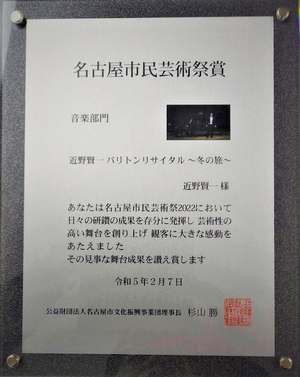 名古屋市民芸術祭賞
音楽部門
近野賢一 バリトンリサイタル ～冬の旅～
近野賢一 様
あなたは名古屋市民芸術祭2022において
日々の研鑽の成果を存分に発揮し 芸術性の
高い舞台を創り上げ 観客に大きな感動を
あたえました
その見事な舞台成果を讃え賞します
令和5年2月7日
公益財団法人名古屋市文化振興事業団理事長 杉山 勝